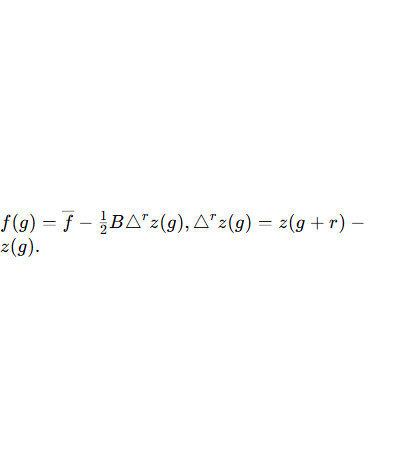 f(g) = f̅ − ½B△ʳz(g), △ʳz(g) = z(g + r) −
z(g).